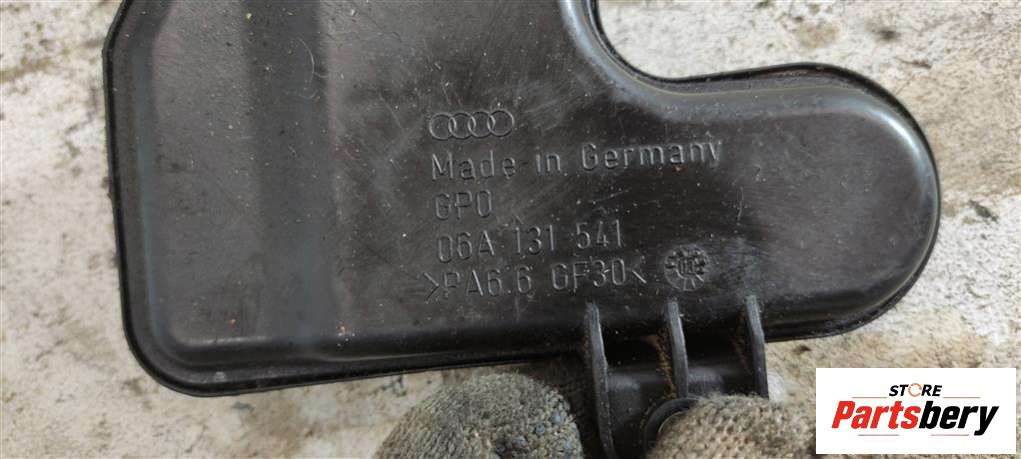 Made in Germany
GPO
06A 131 541
>PA6.6 GF30<
STORE
Partsbery